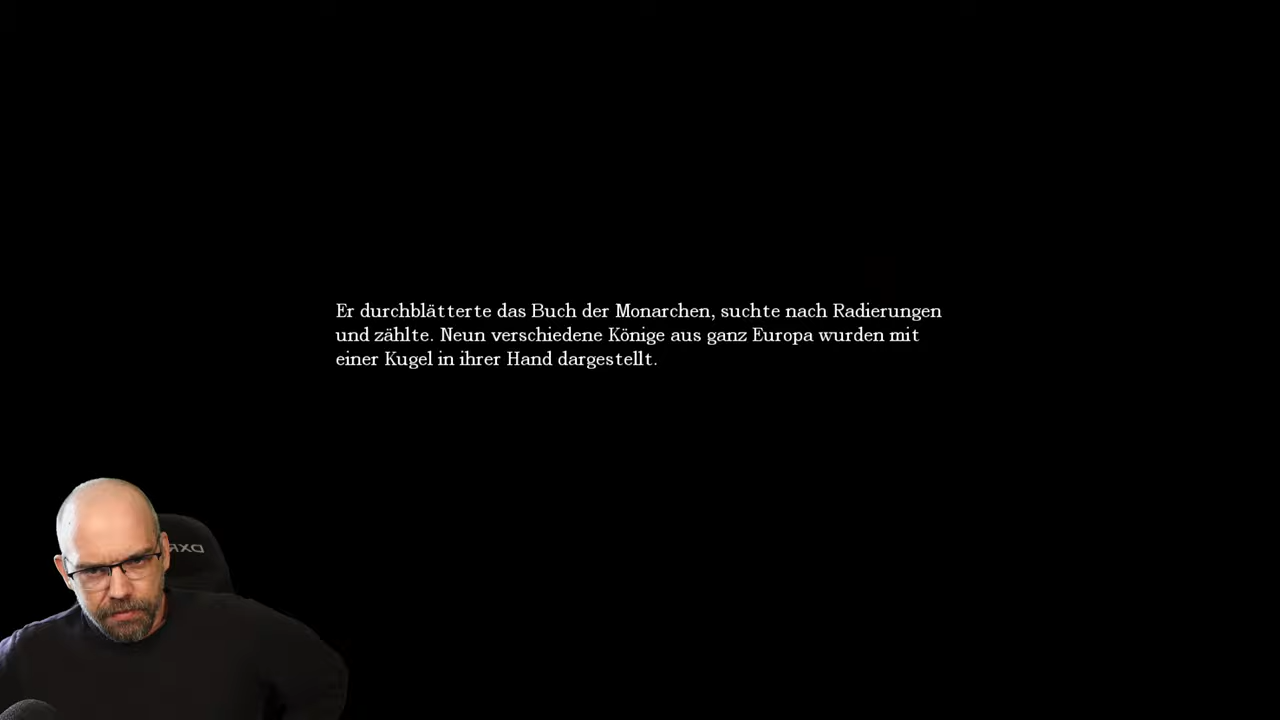 Er durchblätterte das Buch der Monarchen, suchte nach Radierungen
und zählte. Neun verschiedene Könige aus ganz Europa wurden mit
einer Kugel in ihrer Hand dargestellt.
DXR